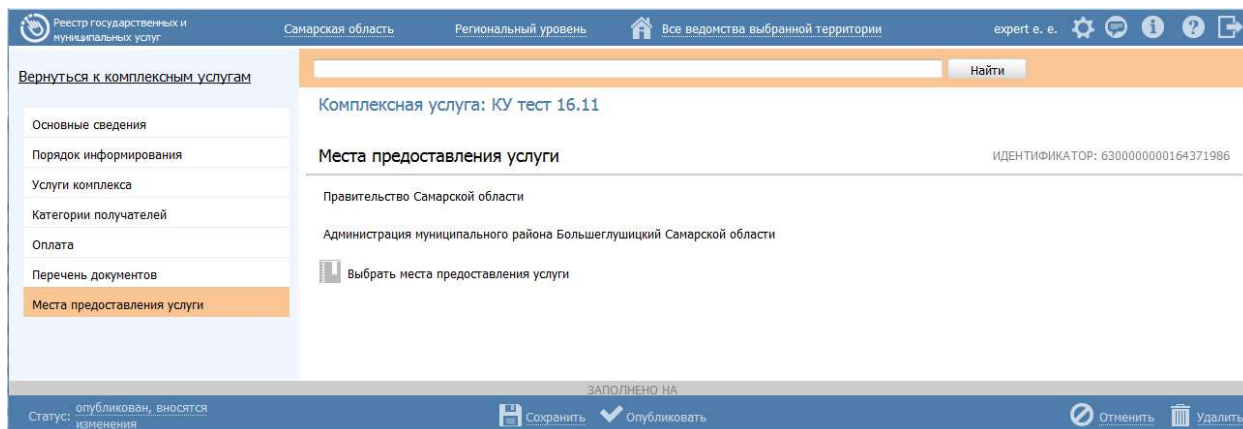 Реестр государственных и
муниципальных услуг
Самарская область
Региональный уровень
Все ведомства выбранной территории
expert e. e.
Вернуться к комплексным услугам
Найти
Комплексная услуга: КУ тест 16.11
Основные сведения
Порядок информирования
Услуги комплекса
Категории получателей
Оплата
Перечень документов
Места предоставления услуги
Места предоставления услуги
ИДЕНТИФИКАТОР: 6300000000164371986
Правительство Самарской области
Администрация муниципального района Большеглушицкий Самарской области
Выбрать места предоставления услуги
ЗАПОЛНЕНО НА
Статус: опубликован, вносятся
изменения
Сохранить
Опубликовать
Отменить
Удалить